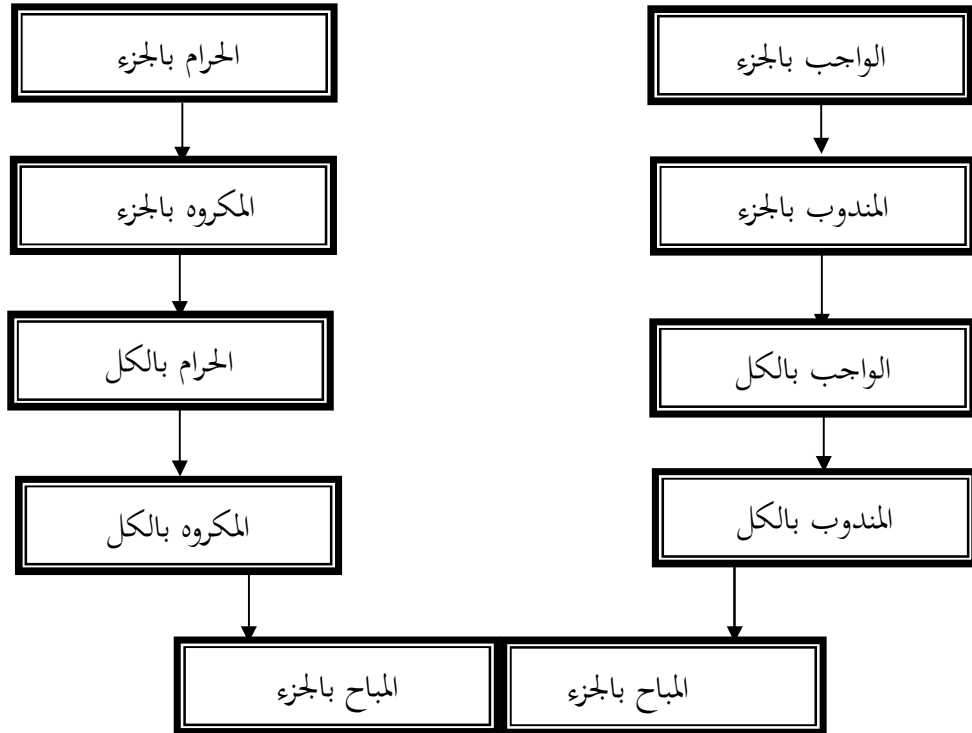 الواجب بالجزء
الحرام بالجزء
المندوب بالجزء
المكروه بالجزء
الواجب بالكل
الحرام بالكل
المندوب بالكل
المكروه بالكل
المباح بالجزء
المباح بالجزء